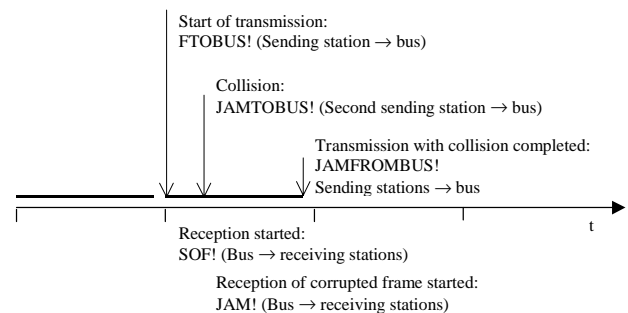 Start of transmission:
FTOBUS! (Sending station → bus)
Collision:
JAMTOBUS! (Second sending station → bus)
Transmission with collision completed:
JAMFROMBUS!
Sending stations → bus
t
Reception started:
SOF! (Bus → receiving stations)
Reception of corrupted frame started:
JAM! (Bus → receiving stations)